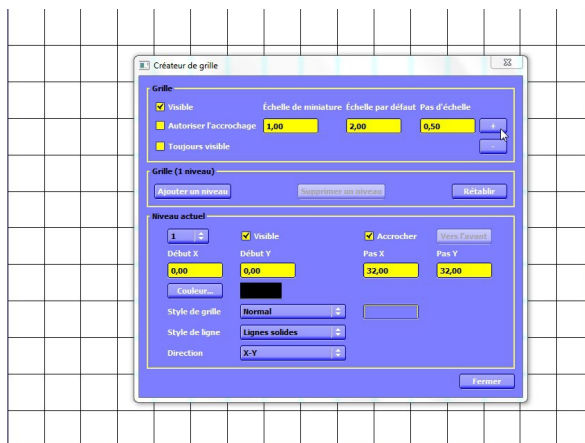 Créateur de grille
Grille
Visible Échelle de miniature Échelle par défaut Pas d'échelle
Autoriser l'accrochage 1,00 2,00 0,50 +
Toujours visible -
Grille (1 niveau)
Ajouter un niveau Supprimer un niveau Rétablir
Niveau actuel
1 Visible Accrocher Vers l'avant
Début X Début Y Pas X Pas Y
0,00 0,00 32,00 32,00
Couleur...
Style de grille Normal
Style de ligne Lignes solides
Direction X-Y
Fermer